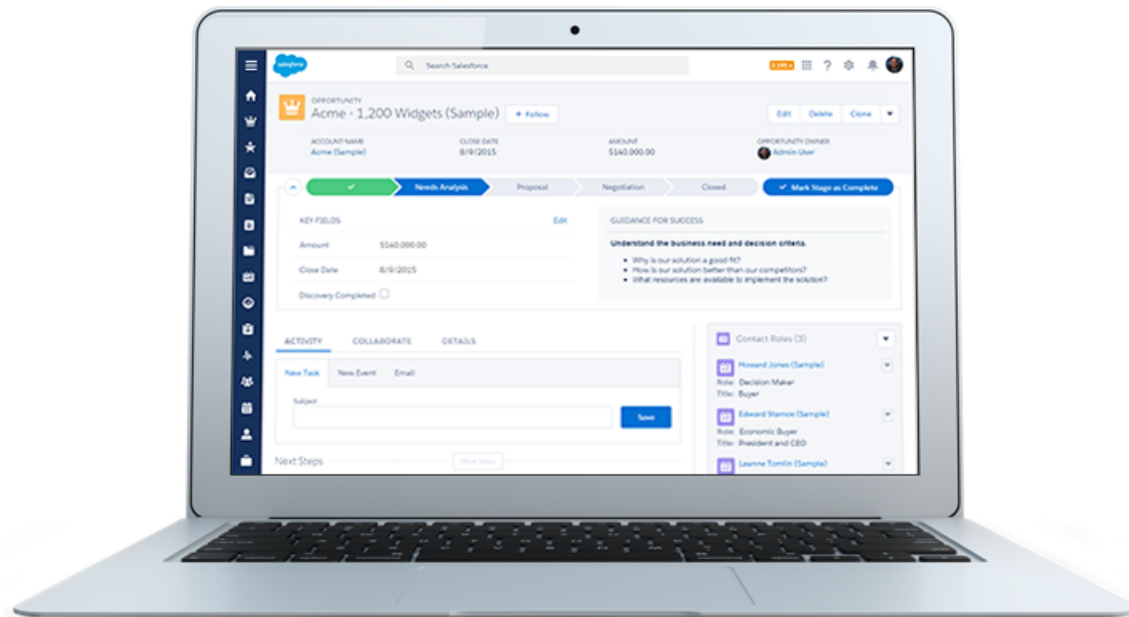 salesforce
Search Salesforce
OPPORTUNITY
Acme - 1,200 Widgets (Sample)
+ Follow
Edit Delete Clone
ACCOUNT NAME CLOSE DATE AMOUNT OPPORTUNITY OWNER
Acme (Sample) 8/9/2015 $140,000.00 Admin User
Needs Analysis Proposal Negotiation Closed Mark Stage as Complete
KEY FIELDS Edit
Amount $140,000.00
Close Date 8/9/2015
Discovery Completed
GUIDANCE FOR SUCCESS
Understand the business need and decision criteria.
• Why is our solution a good fit?
• How is our solution better than our competitors?
• What resources are available to implement the solution?
ACTIVITY COLLABORATE DETAILS
New Task New Event Email
Subject
Save
Next Steps
More Steps
Contact Roles (3)
Howard Jones (Sample)
Role: Decision Maker
Title: Buyer
Edward Stamos (Sample)
Role: Economic Buyer
Title: President and CEO
Leanne Tomlin (Sample)